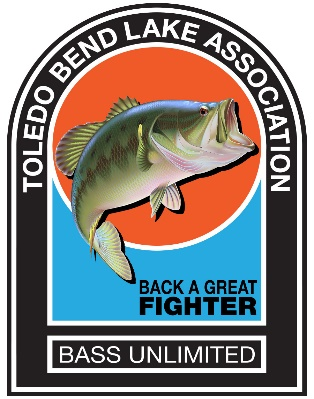 TOLEDO BEND LAKE ASSOCIATION
BACK A GREAT
FIGHTER
BASS UNLIMITED